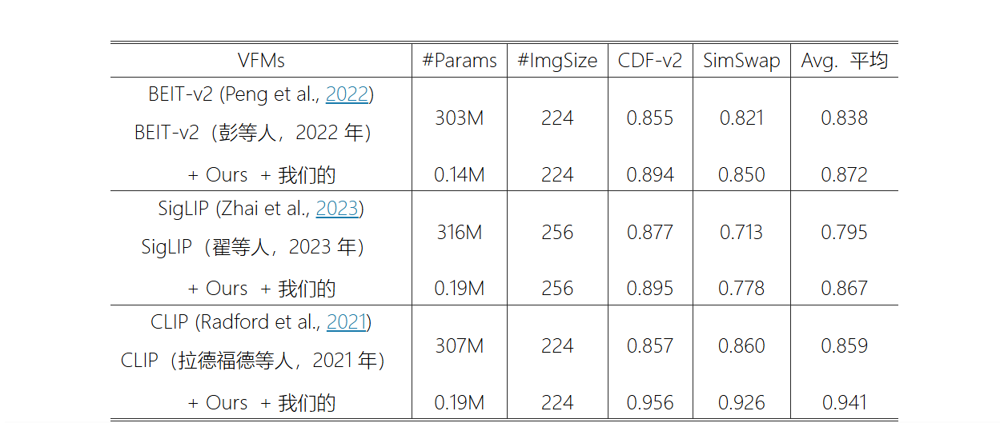 VFMs #Params #ImgSize CDF-v2 SimSwap Avg. 平均
BEIT-v2 (Peng et al., 2022)
BEIT-v2（彭等人，2022 年）
303M 224 0.855 0.821 0.838
+ Ours + 我们的 0.14M 224 0.894 0.850 0.872
SigLIP (Zhai et al., 2023)
SigLIP（翟等人，2023 年）
316M 256 0.877 0.713 0.795
+ Ours + 我们的 0.19M 256 0.895 0.778 0.867
CLIP (Radford et al., 2021)
CLIP（拉德福德等人，2021 年）
307M 224 0.857 0.860 0.859
+ Ours + 我们的 0.19M 224 0.956 0.926 0.941